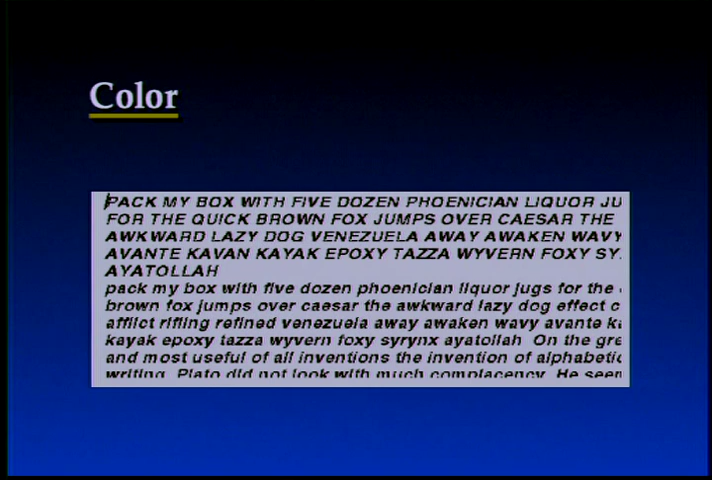 Color
PACK MY BOX WITH FIVE DOZEN PHOENICIAN LIQUOR JU
FOR THE QUICK BROWN FOX JUMPS OVER CAESAR THE
AWKWARD LAZY DOG VENEZUELA AWAY AWAKEN WAVY
AVANTE KAVAN KAYAK EPOXY TAZZA WYVERN FOXY SY
AYATOLLAH
pack my box with five dozen phoenician liquor jugs for the
brown fox jumps over caesar the awkward lazy dog effect
afflict rifling refined venezuela away awaken wavy avante
kayak epoxy tazza wyvern foxy syrynx ayatollah On the gre
and most useful of all inventions the invention of alphabetic
writing. Plato did not look with much complacency. He seen